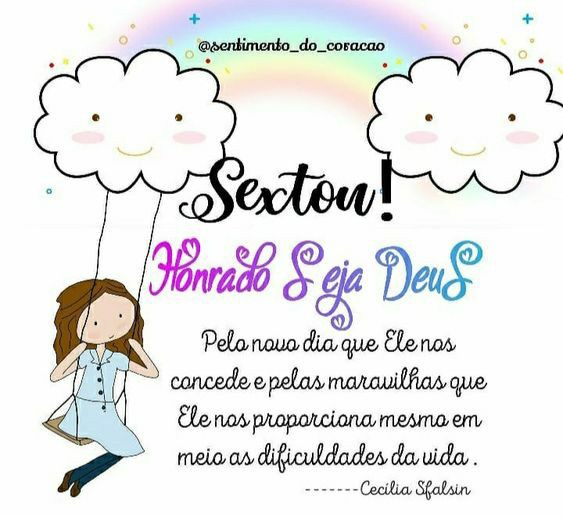 @sentimento_do_coracao
Sextou!
Honrado Seja DeuS
Pelo novo dia que Ele nos
concede e pelas maravilhas que
Ele nos proporciona mesmo em
meio as dificuldades da vida .
-------Cecilia Sfalsin